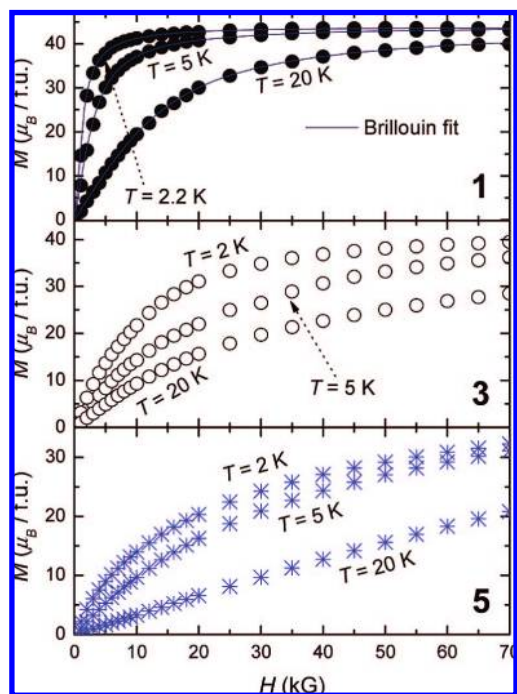 40
30
20
10
0
M (μB / f.u.)
T = 5 K
T = 20 K
Brillouin fit
T = 2.2 K
1
40
30
20
10
0
M (μB / f.u.)
T = 2 K
T = 5 K
T = 20 K
3
30
20
10
0
M (μB / f.u.)
T = 2 K
T = 5 K
T = 20 K
5
0 10 20 30 40 50 60 70
H (kG)